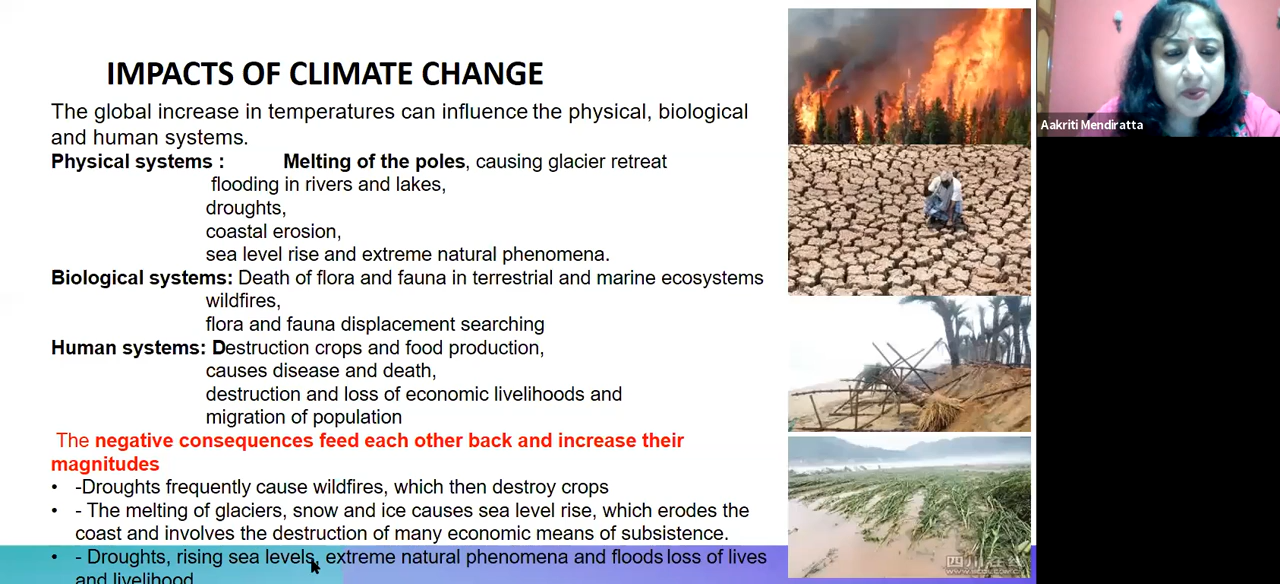 IMPACTS OF CLIMATE CHANGE
The global increase in temperatures can influence the physical, biological
and human systems.
Physical systems : Melting of the poles, causing glacier retreat
flooding in rivers and lakes,
droughts,
coastal erosion,
sea level rise and extreme natural phenomena.
Biological systems: Death of flora and fauna in terrestrial and marine ecosystems
wildfires,
flora and fauna displacement searching
Human systems: Destruction crops and food production,
causes disease and death,
destruction and loss of economic livelihoods and
migration of population
The negative consequences feed each other back and increase their
magnitudes
• -Droughts frequently cause wildfires, which then destroy crops
• - The melting of glaciers, snow and ice causes sea level rise, which erodes the
coast and involves the destruction of many economic means of subsistence.
• - Droughts, rising sea levels, extreme natural phenomena and floods loss of lives
and livelihood
Aakriti Mendiratta
四川在线